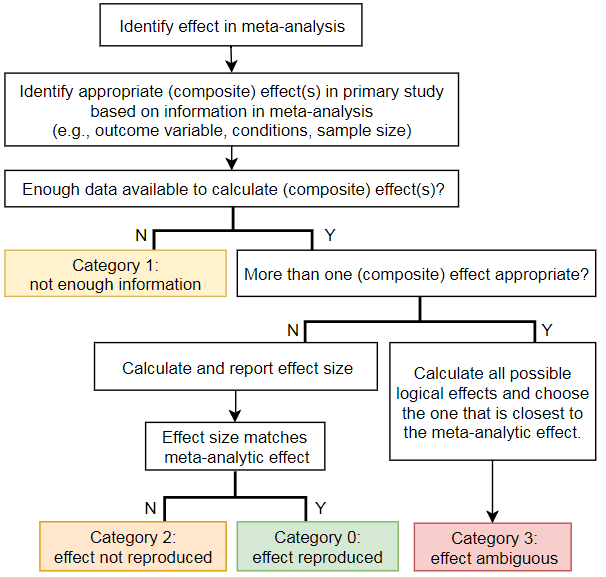 Identify effect in meta-analysis
Identify appropriate (composite) effect(s) in primary study
based on information in meta-analysis
(e.g., outcome variable, conditions, sample size)
Enough data available to calculate (composite) effect(s)?
N
Y
Category 1:
not enough information
More than one (composite) effect appropriate?
N
Y
Calculate and report effect size
Calculate all possible
logical effects and choose
the one that is closest to
the meta-analytic effect.
Effect size matches
meta-analytic effect
N
Y
Category 2:
effect not reproduced
Category 0:
effect reproduced
Category 3:
effect ambiguous